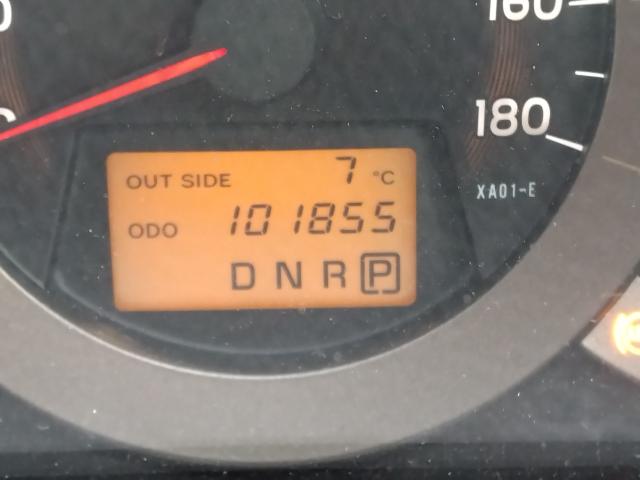 160
180
OUT SIDE 7 °C
XA01-E
ODO 101855
D N R P